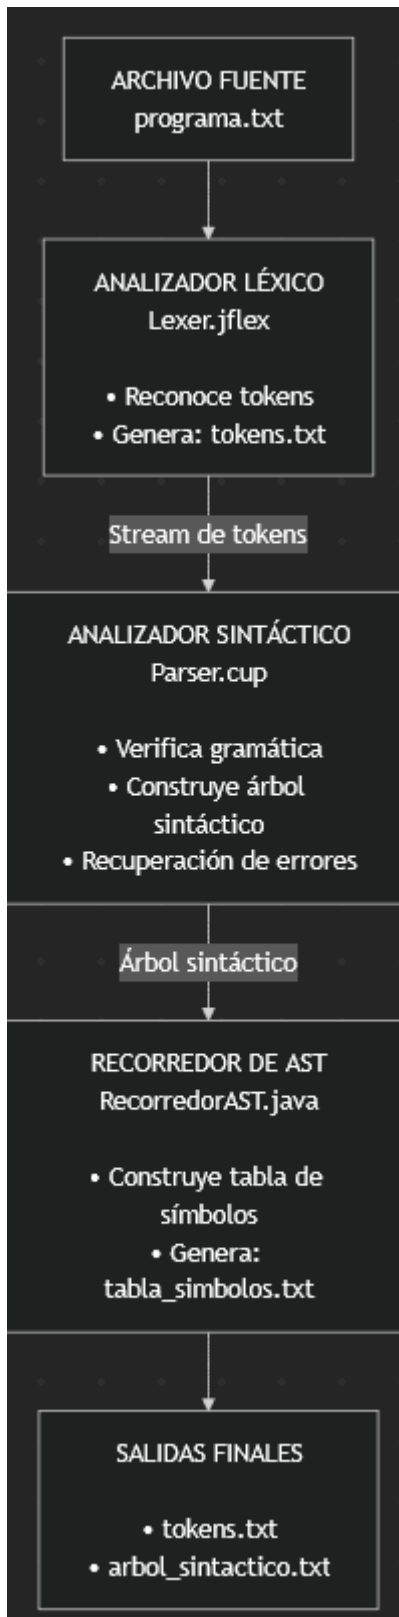 ARCHIVO FUENTE
programa.txt
ANALIZADOR LÉXICO
Lexer.jflex
• Reconoce tokens
• Genera: tokens.txt
Stream de tokens
ANALIZADOR SINTÁCTICO
Parser.cup
• Verifica gramática
• Construye árbol
sintáctico
• Recuperación de errores
Árbol sintáctico
RECORREDOR DE AST
RecorredorAST.java
• Construye tabla de
símbolos
• Genera:
tabla_simbolos.txt
SALIDAS FINALES
• tokens.txt
• arbol_sintactico.txt